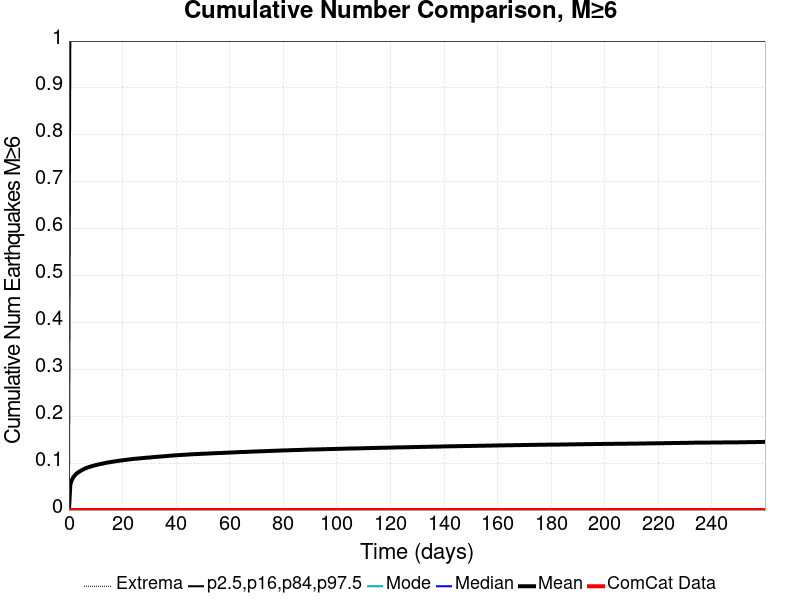 Cumulative Number Comparison, M≥6
Cumulative Num Earthquakes M≥6
1
0.9
0.8
0.7
0.6
0.5
0.4
0.3
0.2
0.1
0
0 20 40 60 80 100 120 140 160 180 200 220 240
Time (days)
Extrema p2.5,p16,p84,p97.5 Mode Median Mean ComCat Data